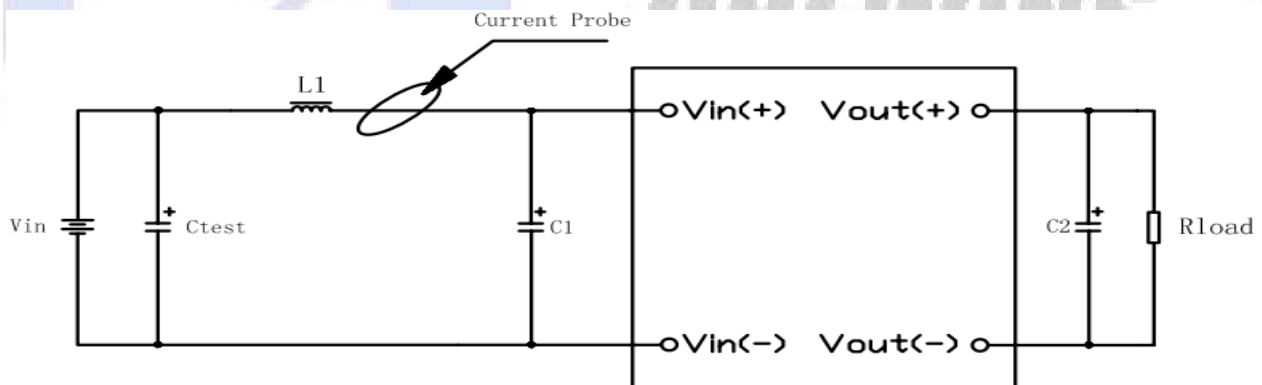 Current Probe
L1
Vin(+) Vout(+)
Vin
Ctest
C1
C2
Rload
Vin(-) Vout(-)